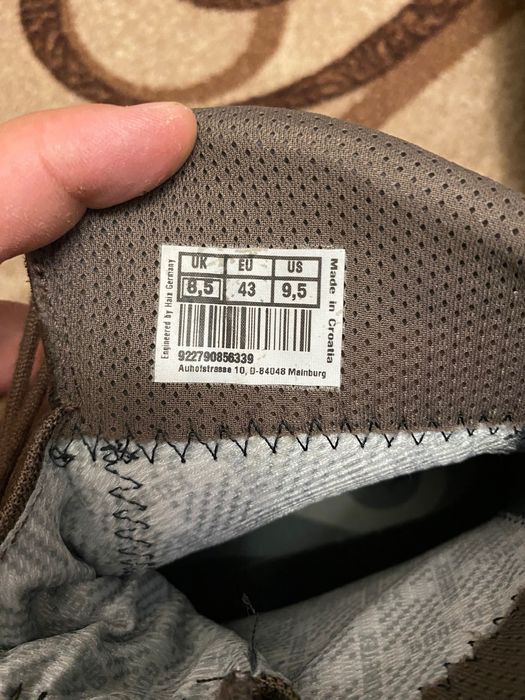 UK EU US
8,5 43 9,5
Engineered by Haix Germany
Made in Croatia
922790856339
Auhofstrasse 10, D-84048 Mainburg